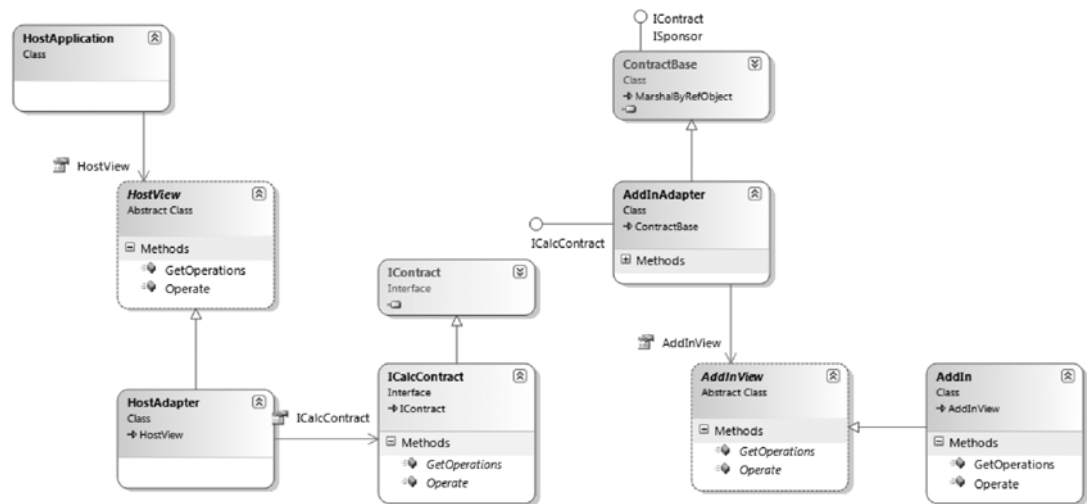 HostApplication
Class
HostView
HostView
Abstract Class
Methods
GetOperations
Operate
HostAdapter
Class
HostView
ICalcContract
IContract
Interface
ICalcContract
Interface
IContract
Methods
GetOperations
Operate
IContract
ISponsor
ContractBase
Class
MarshalByRefObject
AddInAdapter
Class
ContractBase
Methods
ICalcContract
AddInView
AddInView
Abstract Class
Methods
GetOperations
Operate
AddIn
Class
AddInView
Methods
GetOperations
Operate